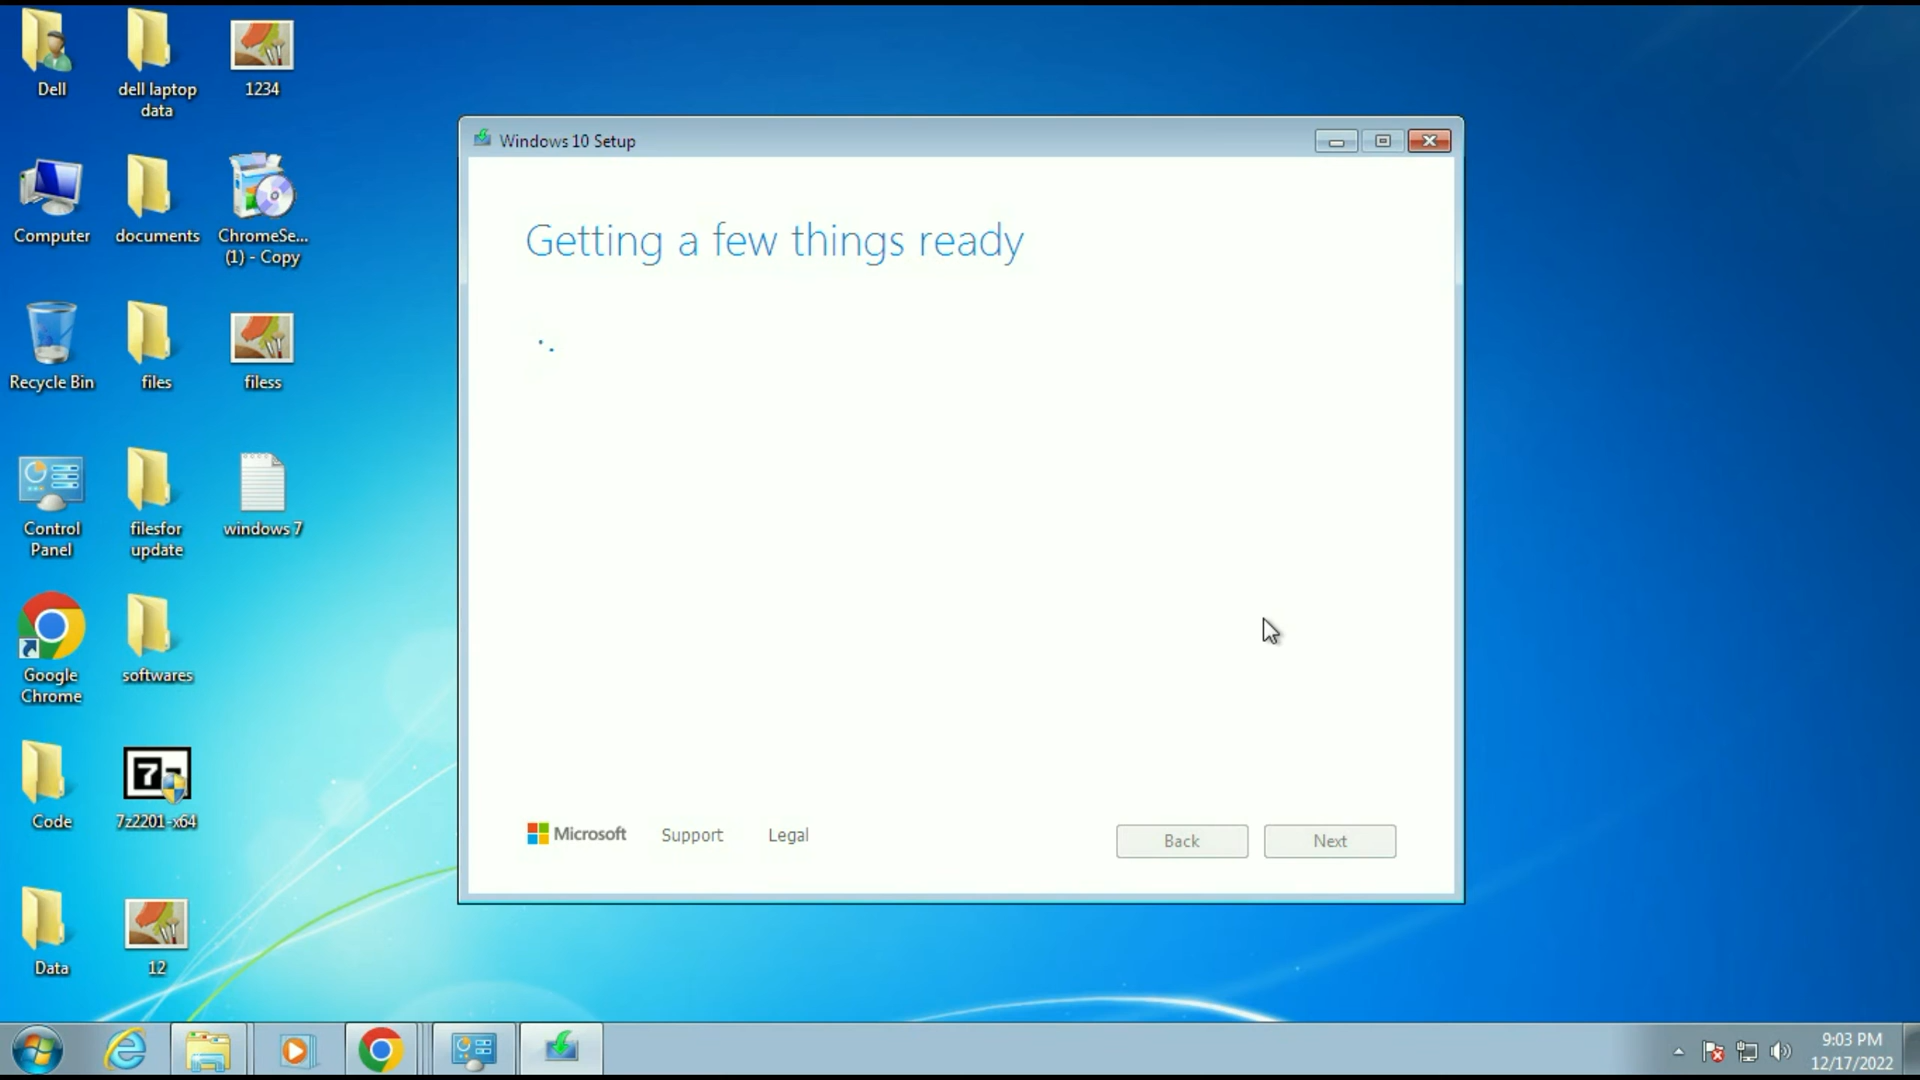 Dell
dell laptop
data
1234
Computer
documents
ChromeSe...
(1) - Copy
Recycle Bin
files
filess
Control
Panel
filesfor
update
windows 7
Google
Chrome
softwares
Code
7z2201-x64
Data
12
Windows 10 Setup
Getting a few things ready
Microsoft
Support
Legal
Back
Next
9:03 PM
12/17/2022